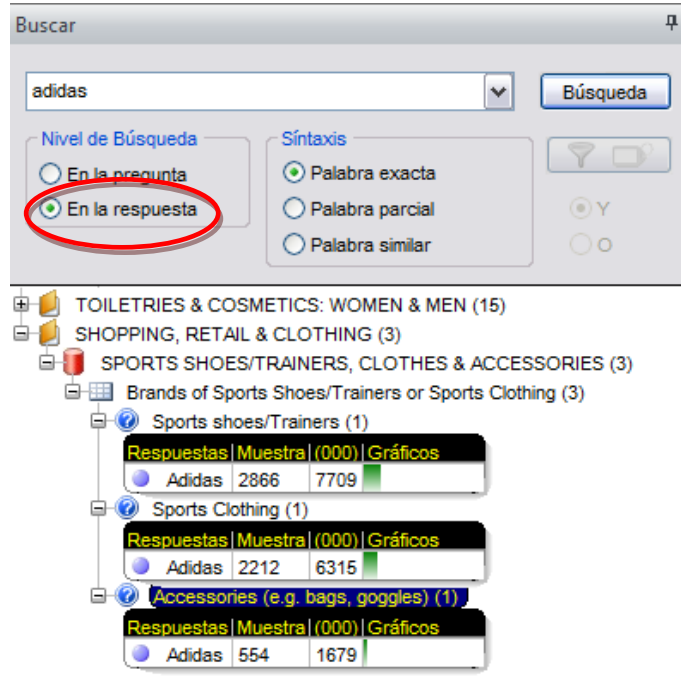 Buscar
adidas
Búsqueda
Nivel de Búsqueda
Síntaxis
En la pregunta
Palabra exacta
En la respuesta
Palabra parcial
Y
Palabra similar
O
TOILETRIES & COSMETICS: WOMEN & MEN (15)
SHOPPING, RETAIL & CLOTHING (3)
SPORTS SHOES/TRAINERS, CLOTHES & ACCESSORIES (3)
Brands of Sports Shoes/Trainers or Sports Clothing (3)
Sports shoes/Trainers (1)
Respuestas|Muestra|(000)|Gráficos
Adidas 2866 7709
Sports Clothing (1)
Respuestas|Muestra|(000)|Gráficos
Adidas 2212 6315
Accessories (e.g. bags, goggles) (1)
Respuestas|Muestra|(000)|Gráficos
Adidas 554 1679